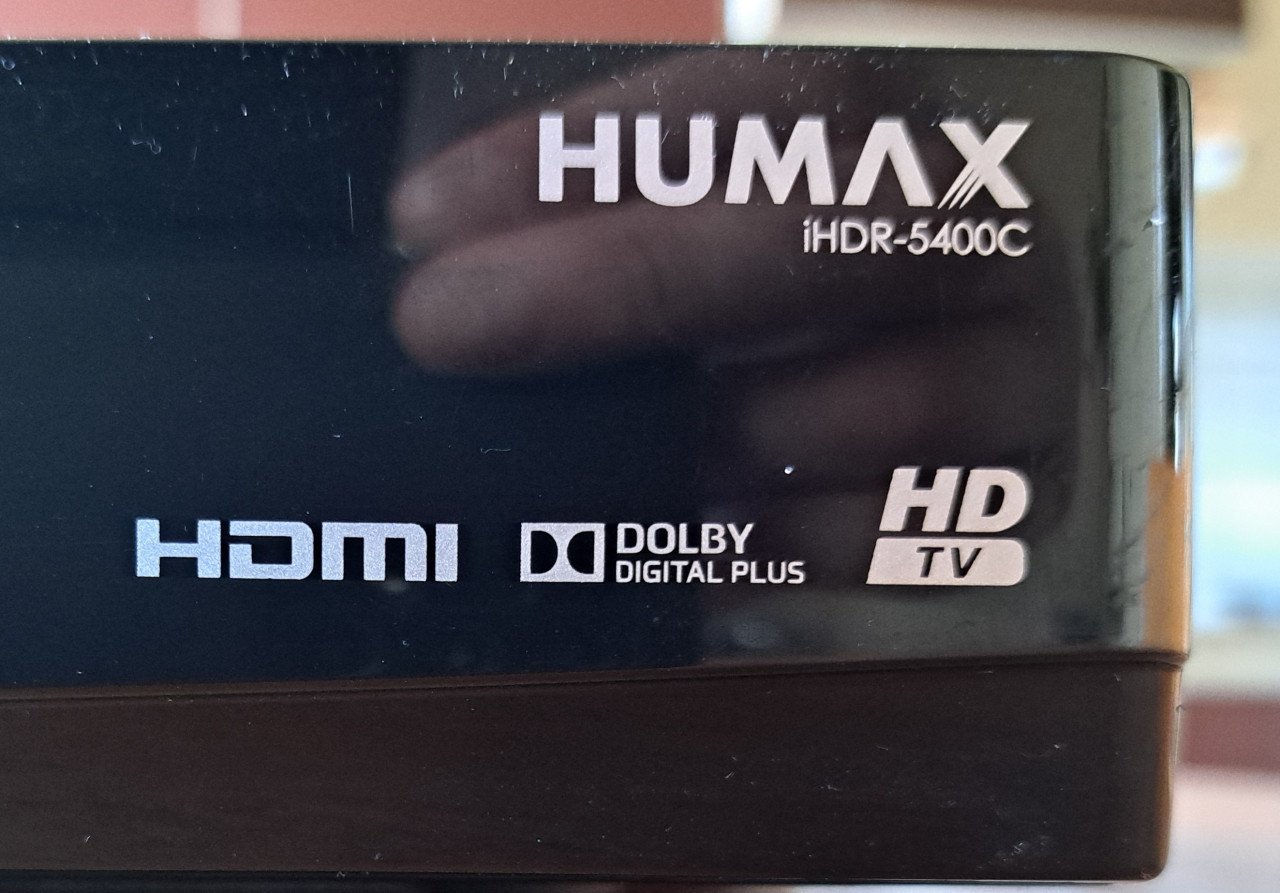 HUMAX
iHDR-5400C
HDMI
DOLBY
DIGITAL PLUS
HD
TV